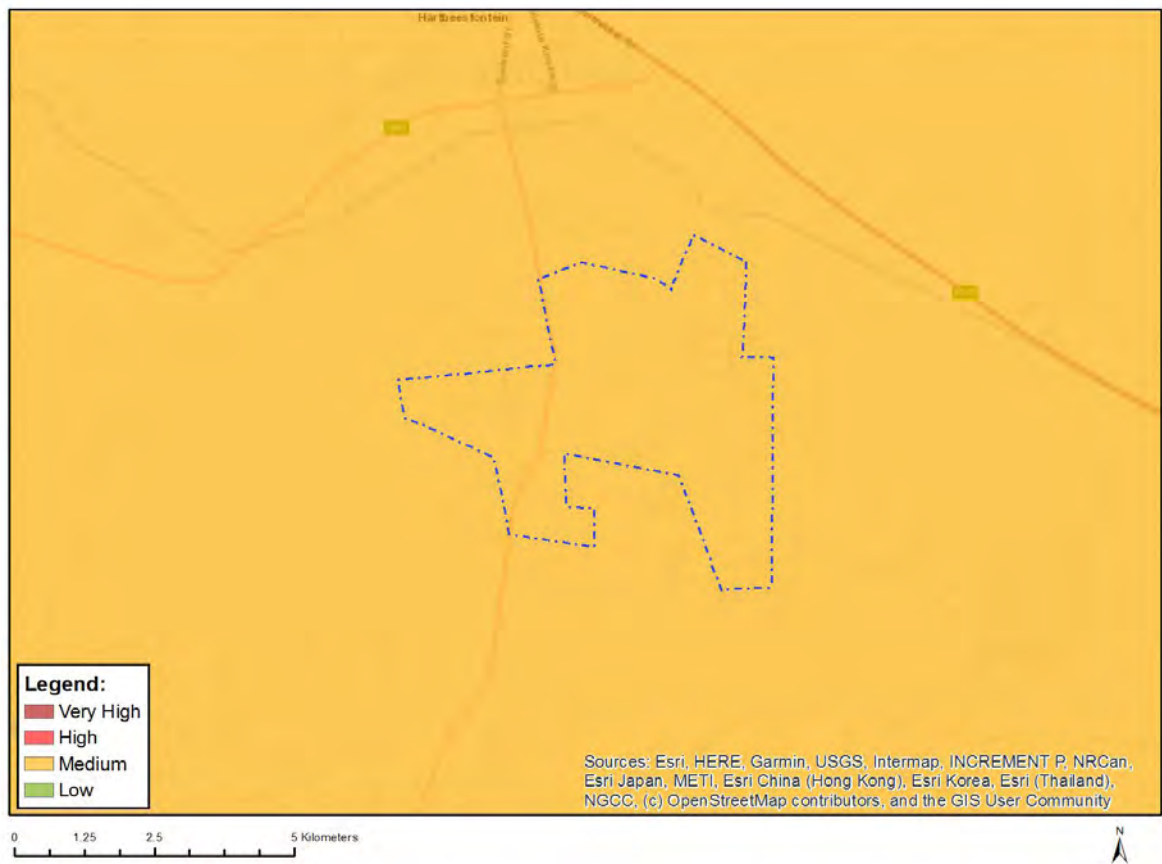 Hartbeesfontein
Legend:
Very High
High
Medium
Low
Sources: Esri, HERE, Garmin, USGS, Intermap, INCREMENT P, NRCan,
Esri Japan, METI, Esri China (Hong Kong), Esri Korea, Esri (Thailand),
NGCC, (c) OpenStreetMap contributors, and the GIS User Community
0 1.25 2.5 5 Kilometers
N